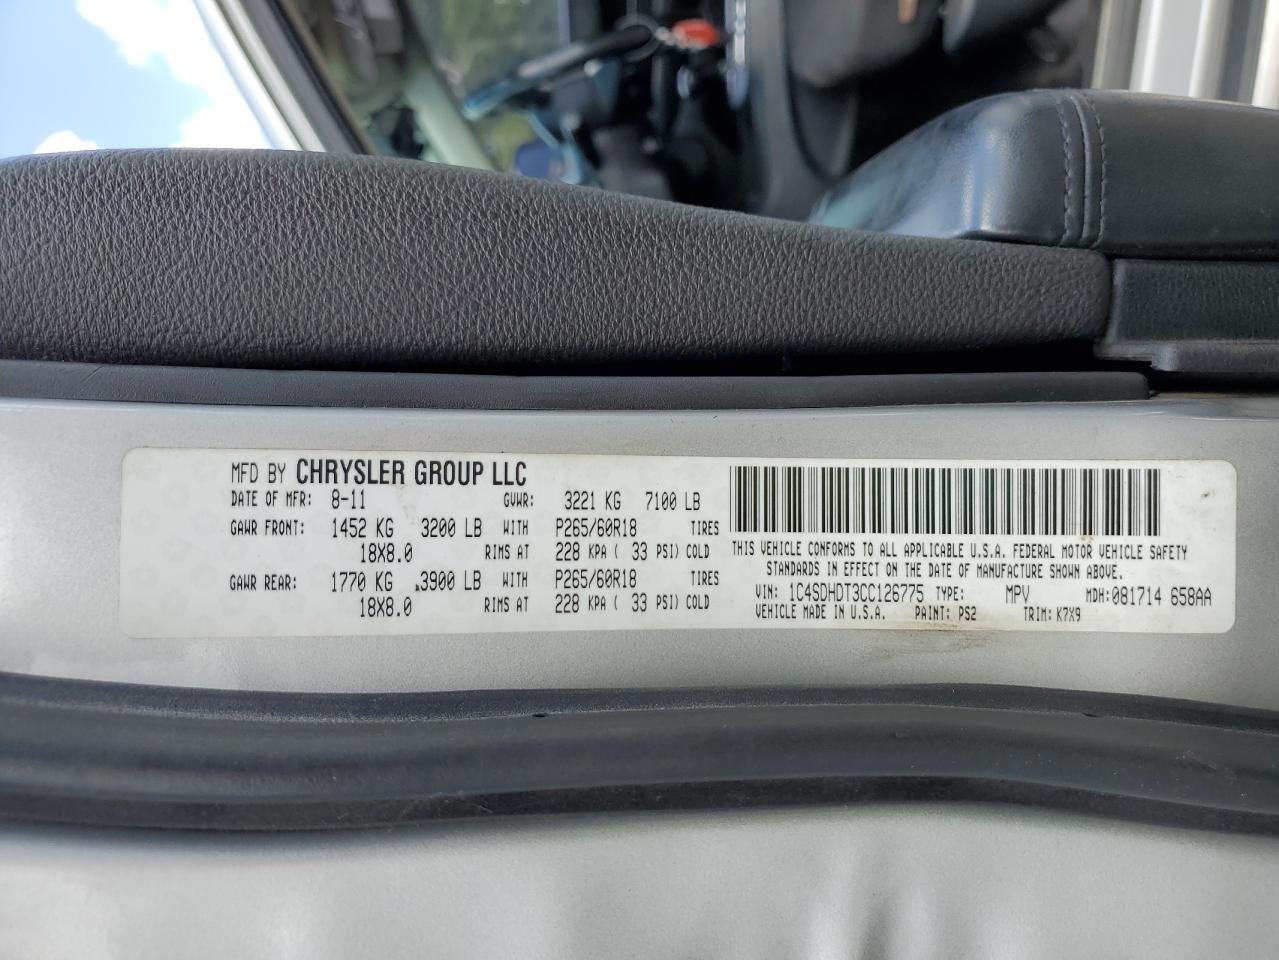 MFD BY CHRYSLER GROUP LLC
DATE OF MFR: 8-11 GVWR: 3221 KG 7100 LB
GAWR FRONT: 1452 KG 3200 LB WITH P265/60R18 TIRES
18X8.0 RIMS AT 228 KPA ( 33 PSI) COLD
GAWR REAR: 1770 KG 3900 LB WITH P265/60R18 TIRES
18X8.0 RIMS AT 228 KPA ( 33 PSI) COLD
THIS VEHICLE CONFORMS TO ALL APPLICABLE U.S.A. FEDERAL MOTOR VEHICLE SAFETY
STANDARDS IN EFFECT ON THE DATE OF MANUFACTURE SHOWN ABOVE.
VIN: 1C4SDHDT3CC126775 TYPE: MPV MDH:081714 658AA
VEHICLE MADE IN U.S.A. PAINT: PS2 TRIM: K7X9